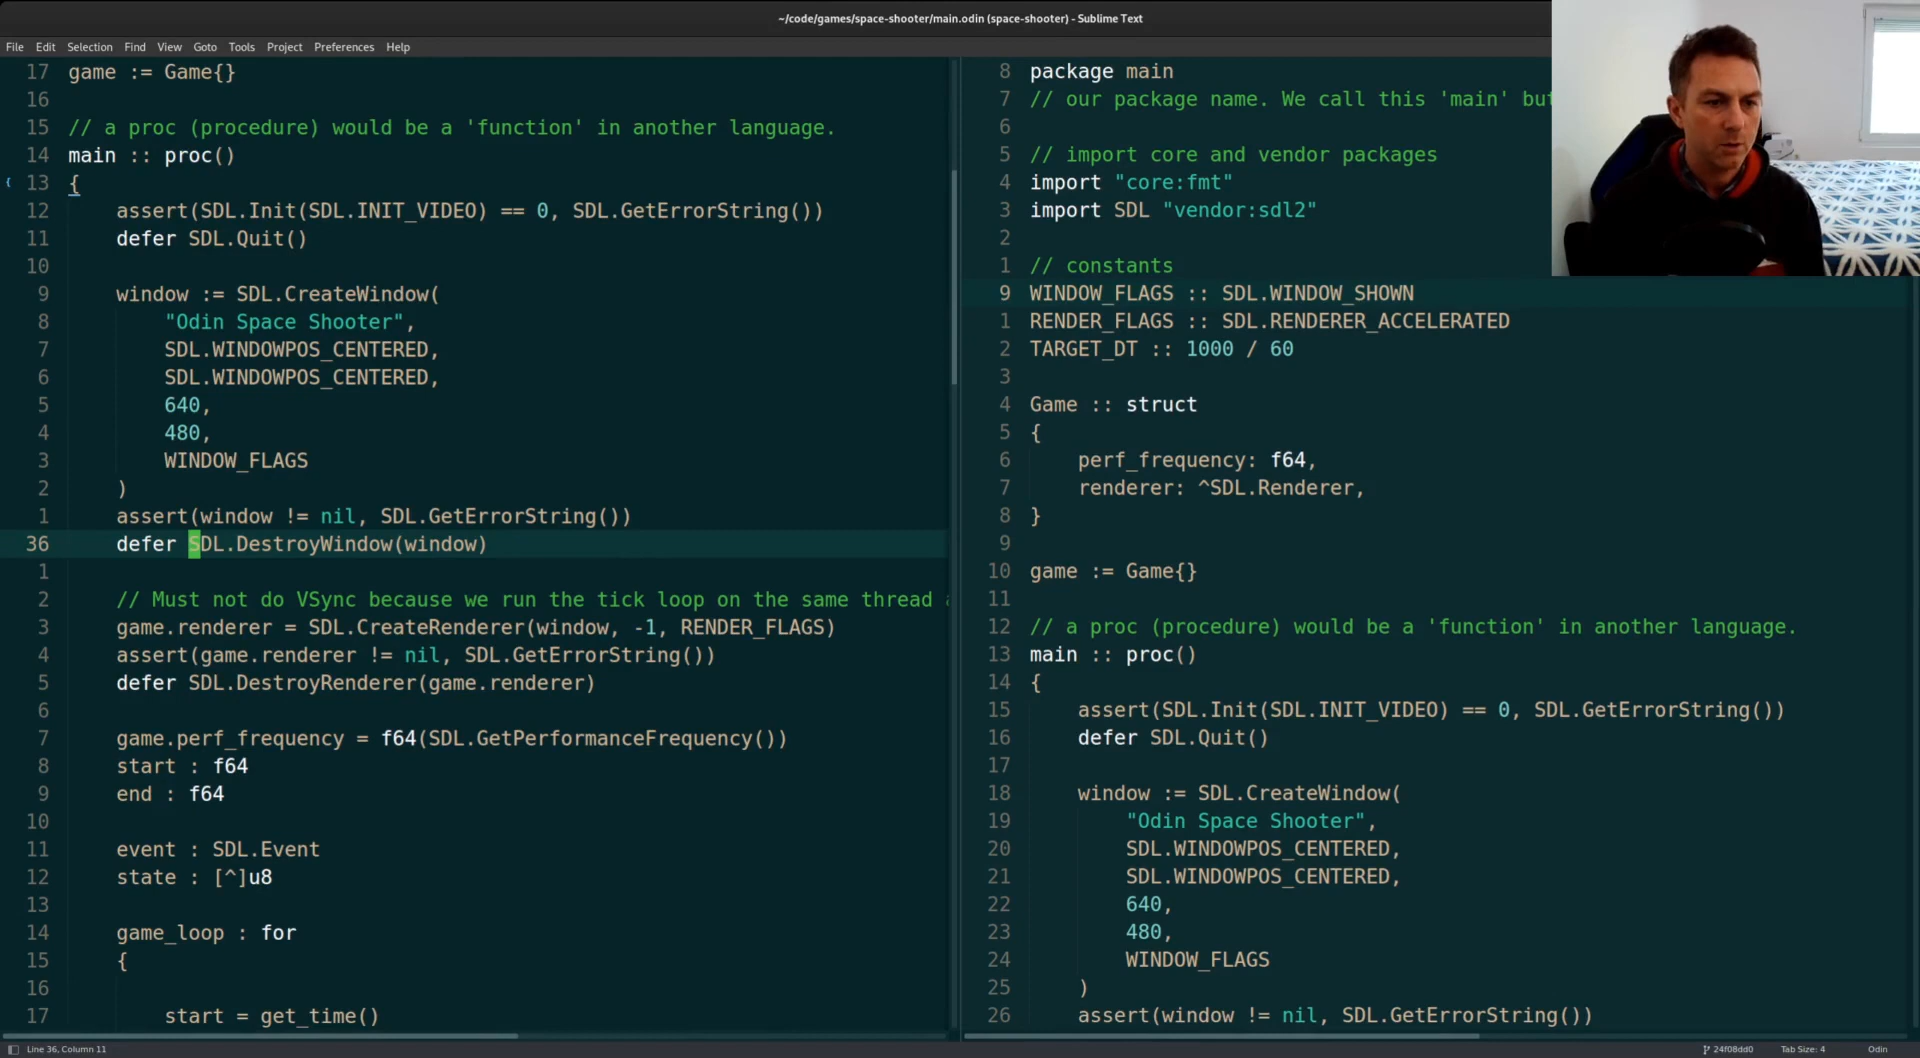 ~/code/games/space-shooter/main.odin (space-shooter) - Sublime Text
File Edit Selection Find View Goto Tools Project Preferences Help
17 game := Game{}
16
15 // a proc (procedure) would be a 'function' in another language.
14 main :: proc()
13 {
12 assert(SDL.Init(SDL.INIT_VIDEO) == 0, SDL.GetErrorString())
11 defer SDL.Quit()
10
9 window := SDL.CreateWindow(
8 "Odin Space Shooter",
7 SDL.WINDOWPOS_CENTERED,
6 SDL.WINDOWPOS_CENTERED,
5 640,
4 480,
3 WINDOW_FLAGS
2 )
1 assert(window != nil, SDL.GetErrorString())
36 defer SDL.DestroyWindow(window)
1
2 // Must not do VSync because we run the tick loop on the same thread
3 game.renderer = SDL.CreateRenderer(window, -1, RENDER_FLAGS)
4 assert(game.renderer != nil, SDL.GetErrorString())
5 defer SDL.DestroyRenderer(game.renderer)
6
7 game.perf_frequency = f64(SDL.GetPerformanceFrequency())
8 start : f64
9 end : f64
10
11 event : SDL.Event
12 state : [^]u8
13
14 game_loop : for
15 {
16
17 start = get_time()
8 package main
7 // our package name. We call this 'main' but
6
5 // import core and vendor packages
4 import "core:fmt"
3 import SDL "vendor:sdl2"
2
1 // constants
9 WINDOW_FLAGS :: SDL.WINDOW_SHOWN
1 RENDER_FLAGS :: SDL.RENDERER_ACCELERATED
2 TARGET_DT :: 1000 / 60
3
4 Game :: struct
5 {
6 perf_frequency: f64,
7 renderer: ^SDL.Renderer,
8 }
9
10 game := Game{}
11
12 // a proc (procedure) would be a 'function' in another language.
13 main :: proc()
14 {
15 assert(SDL.Init(SDL.INIT_VIDEO) == 0, SDL.GetErrorString())
16 defer SDL.Quit()
17
18 window := SDL.CreateWindow(
19 "Odin Space Shooter",
20 SDL.WINDOWPOS_CENTERED,
21 SDL.WINDOWPOS_CENTERED,
22 640,
23 480,
24 WINDOW_FLAGS
25 )
26 assert(window != nil, SDL.GetErrorString())
Line 36, Column 11
24f08dd0 Tab Size: 4 Odin